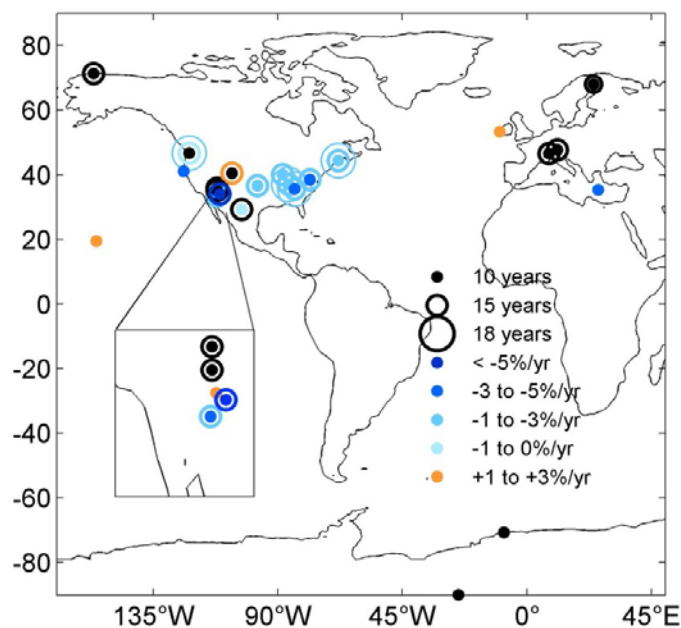 80
60
40
20
0
-20
-40
-60
-80
10 years
15 years
18 years
< -5%/yr
-3 to -5%/yr
-1 to -3%/yr
-1 to 0%/yr
+1 to +3%/yr
135°W 90°W 45°W 0° 45°E